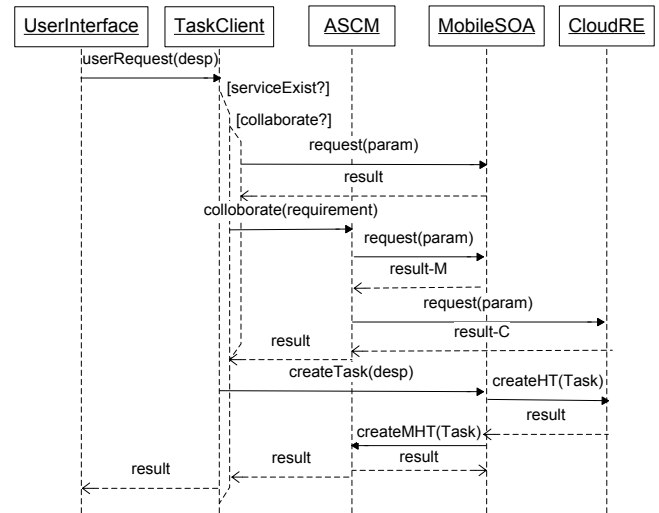 UserInterface
TaskClient
ASCM
MobileSOA
CloudRE
userRequest(desp)
[serviceExist?]
[collaborate?]
request(param)
result
colloborate(requirement)
request(param)
result-M
request(param)
result-C
result
createTask(desp)
createHT(Task)
result
createMHT(Task)
result
result
result